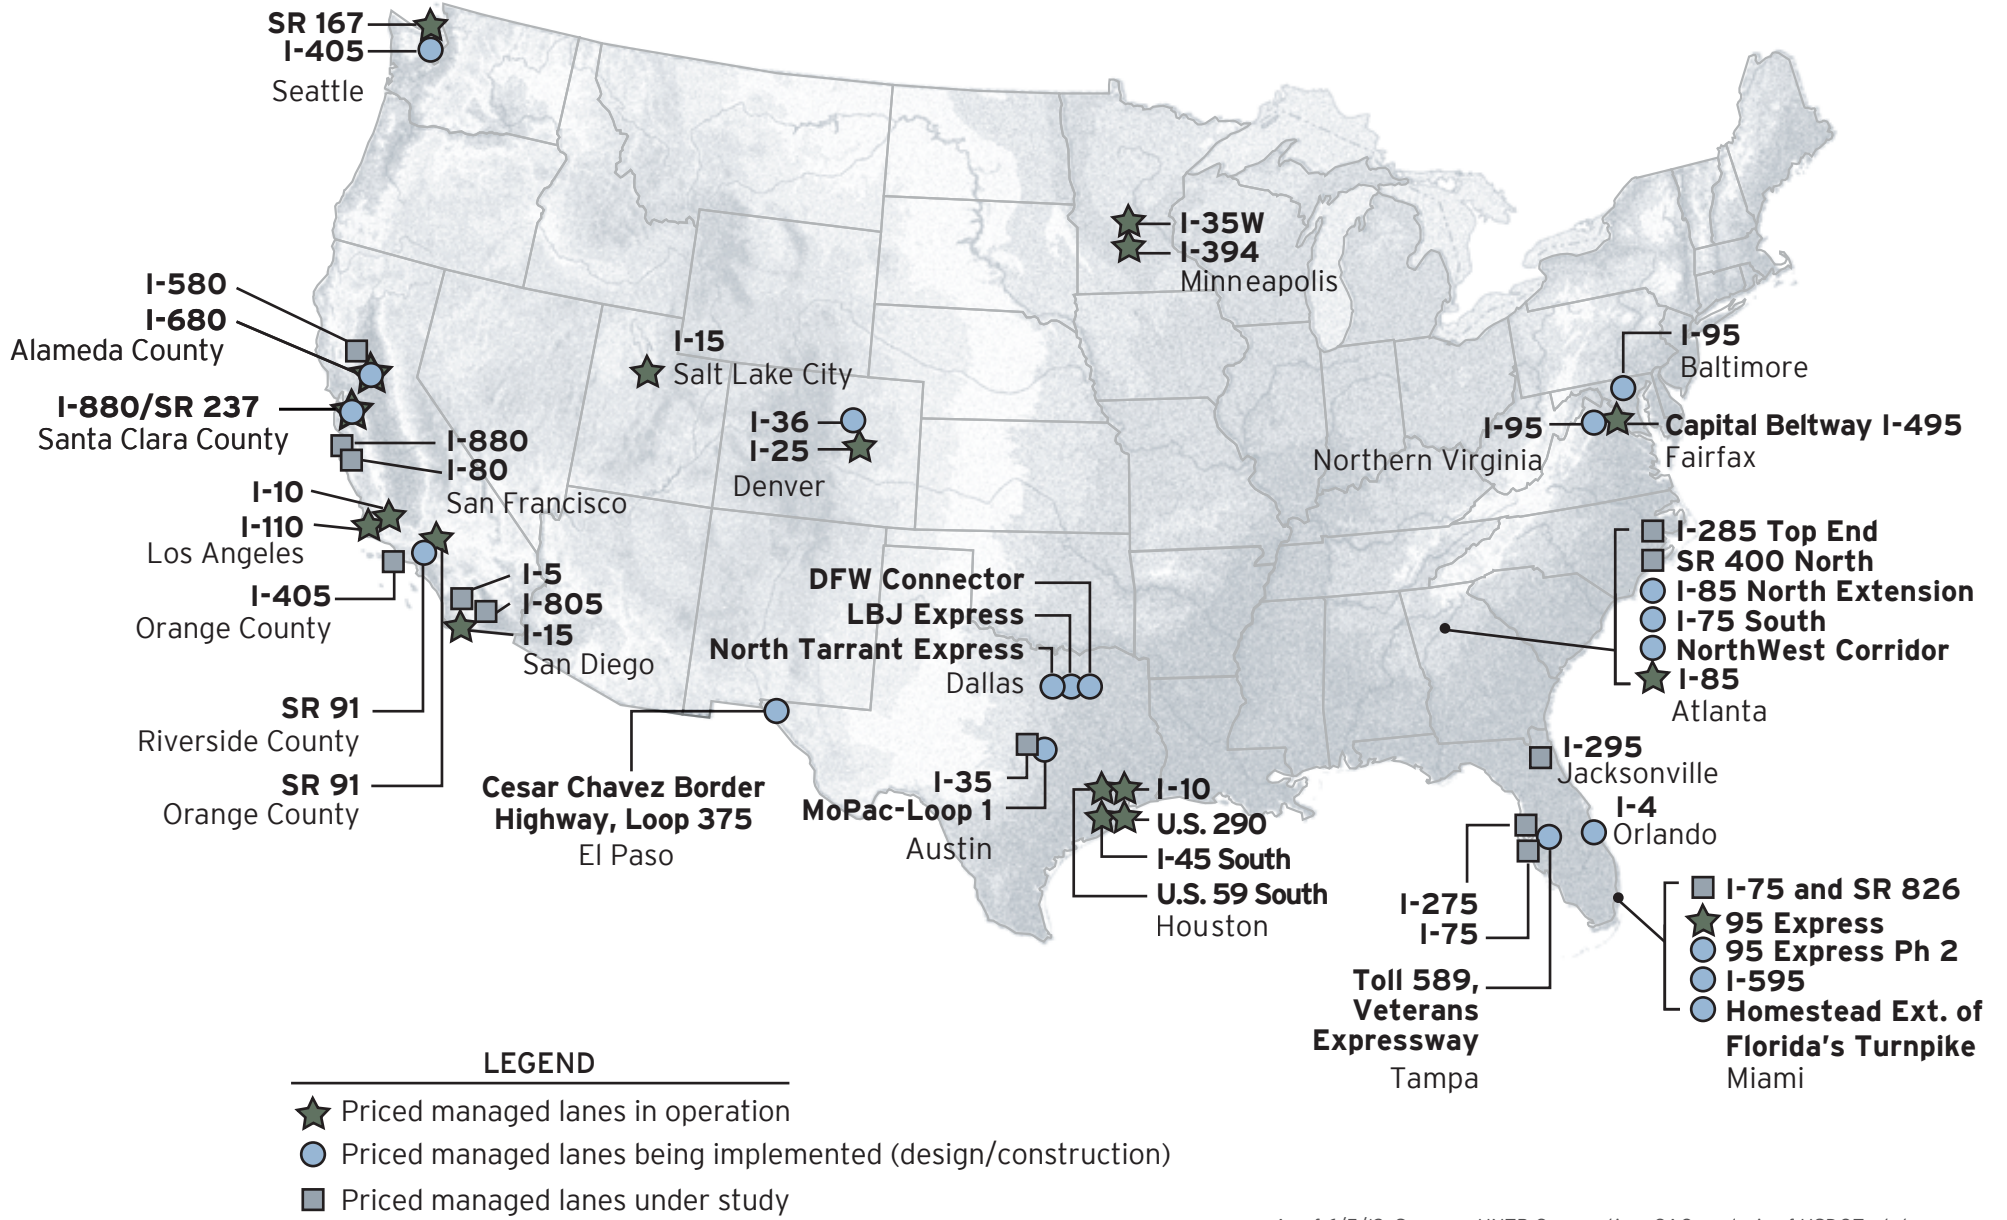 SR 167
I-405
Seattle
I-35W
I-394
Minneapolis
I-580
I-680
Alameda County
I-880/SR 237
Santa Clara County
I-880
I-80
San Francisco
I-15
Salt Lake City
I-36
I-25
Denver
I-95
Baltimore
I-95
Northern Virginia
Capital Beltway I-495
Fairfax
I-10
I-110
Los Angeles
I-405
Orange County
I-5
I-805
I-15
San Diego
SR 91
Riverside County
SR 91
Orange County
DFW Connector
LBJ Express
North Tarrant Express
Dallas
Cesar Chavez Border
Highway, Loop 375
El Paso
I-35
MoPac-Loop 1
Austin
I-10
U.S. 290
I-45 South
U.S. 59 South
Houston
I-285 Top End
SR 400 North
I-85 North Extension
I-75 South
NorthWest Corridor
I-85
Atlanta
I-295
Jacksonville
I-4
Orlando
I-275
I-75
Toll 589,
Veterans
Expressway
Tampa
I-75 and SR 826
95 Express
95 Express Ph 2
I-595
Homestead Ext. of
Florida's Turnpike
Miami
LEGEND
Priced managed lanes in operation
Priced managed lanes being implemented (design/construction)
Priced managed lanes under study